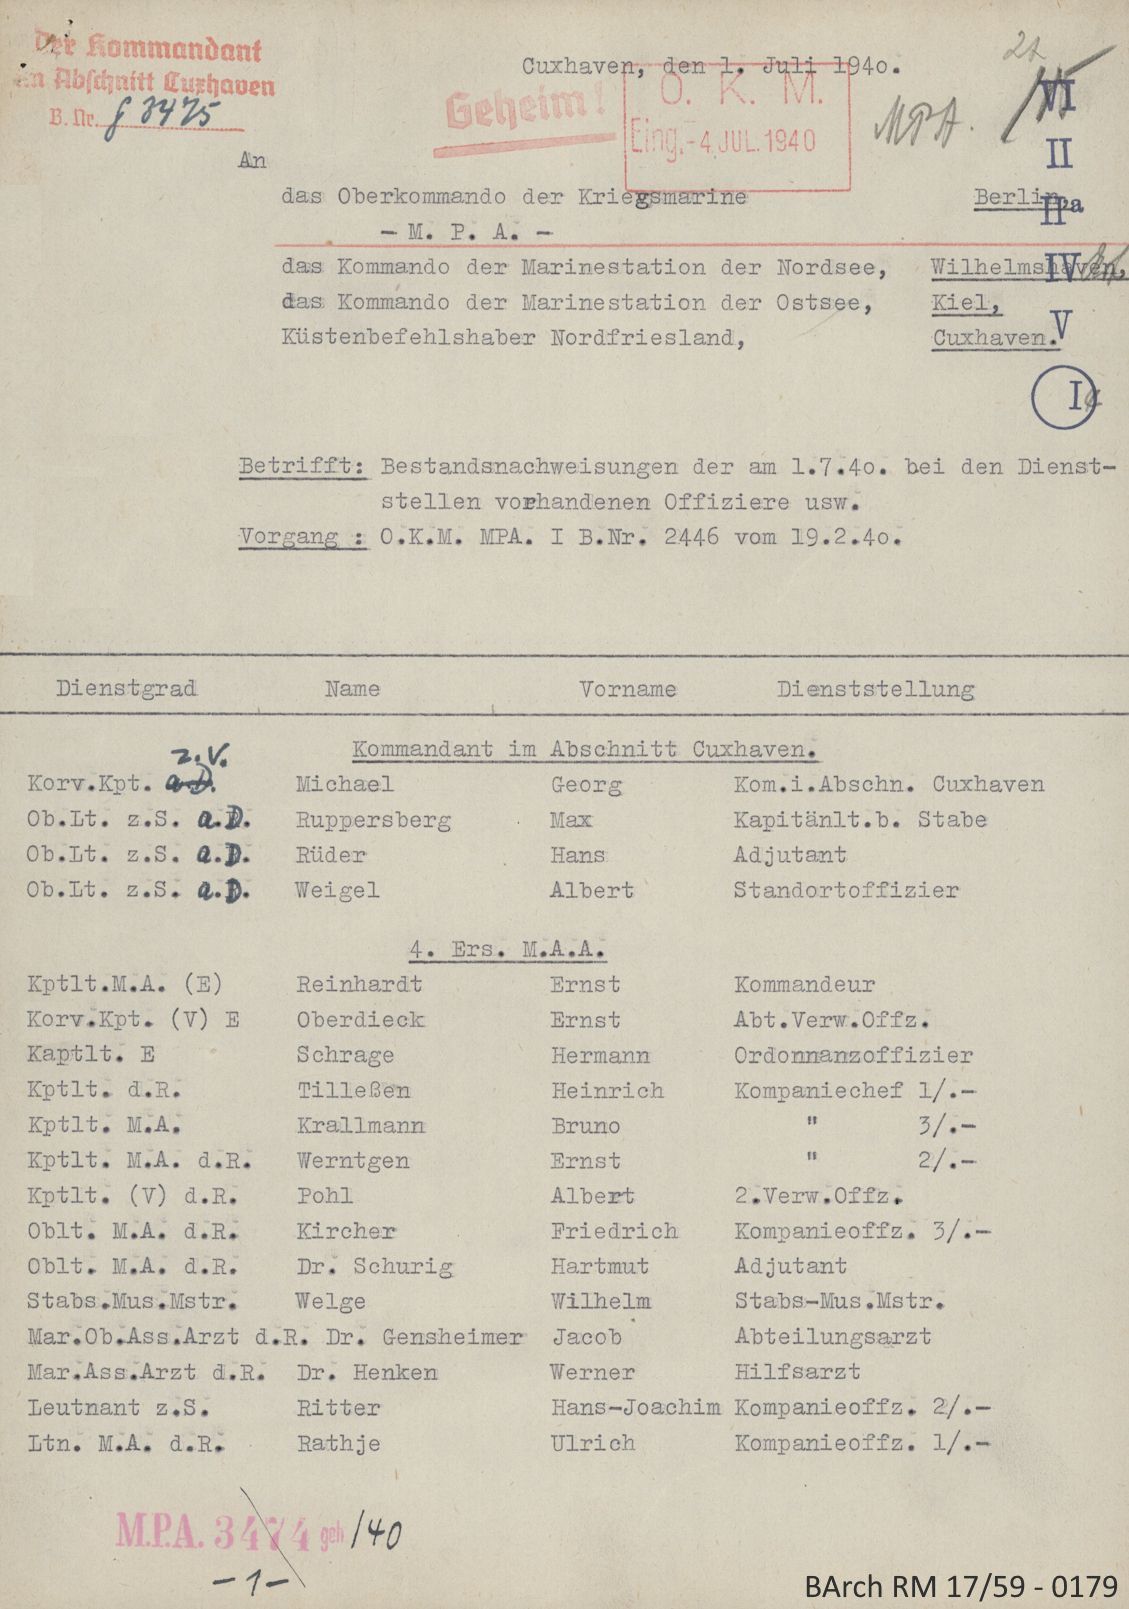 Der Kommandant
im Abschnitt Cuxhaven
B. Nr. g 3475
Cuxhaven, den 1. Juli 1940.
Geheim!
O. K. M.
Eing. -4. JUL. 1940
MPA.
VI
II
IIa
IV
V
I
An
das Oberkommando der Kriegsmarine Berlin,
- M. P. A. -
das Kommando der Marinestation der Nordsee, Wilhelmshaven,
das Kommando der Marinestation der Ostsee, Kiel,
Küstenbefehlshaber Nordfriesland, Cuxhaven.
Betrifft: Bestandsnachweisungen der am 1.7.4o. bei den Dienst-
stellen vorhandenen Offiziere usw.
Vorgang : O.K.M. MPA. I B.Nr. 2446 vom 19.2.4o.
Dienstgrad Name Vorname Dienststellung
Kommandant im Abschnitt Cuxhaven.
z.V.
Korv.Kpt. a.D. Michael Georg Kom.i.Abschn. Cuxhaven
Ob.Lt. z.S. a.D. Ruppersberg Max Kapitänlt.b. Stabe
Ob.Lt. z.S. a.D. Rüder Hans Adjutant
Ob.Lt. z.S. a.D. Weigel Albert Standortoffizier
4. Ers. M.A.A.
Kptlt.M.A. (E) Reinhardt Ernst Kommandeur
Korv.Kpt. (V) E Oberdieck Ernst Abt.Verw.Offz.
Kaptlt. E Schrage Hermann Ordonnanzoffizier
Kptlt. d.R. Tilleßen Heinrich Kompaniechef 1/.-
Kptlt. M.A. Krallmann Bruno " 3/.-
Kptlt. M.A. d.R. Werntgen Ernst " 2/.-
Kptlt. (V) d.R. Pohl Albert 2.Verw.Offz.
Oblt. M.A. d.R. Kircher Friedrich Kompanieoffz. 3/.-
Oblt. M.A. d.R. Dr. Schurig Hartmut Adjutant
Stabs.Mus.Mstr. Welge Wilhelm Stabs-Mus.Mstr.
Mar.Ob.Ass.Arzt d.R. Dr. Gensheimer Jacob Abteilungsarzt
Mar.Ass.Arzt d.R. Dr. Henken Werner Hilfsarzt
Leutnant z.S. Ritter Hans-Joachim Kompanieoffz. 2/.-
Ltn. M.A. d.R. Rathje Ulrich Kompanieoffz. 1/.-
M.P.A. 3474 geh /40
-1-
BArch RM 17/59 - 0179